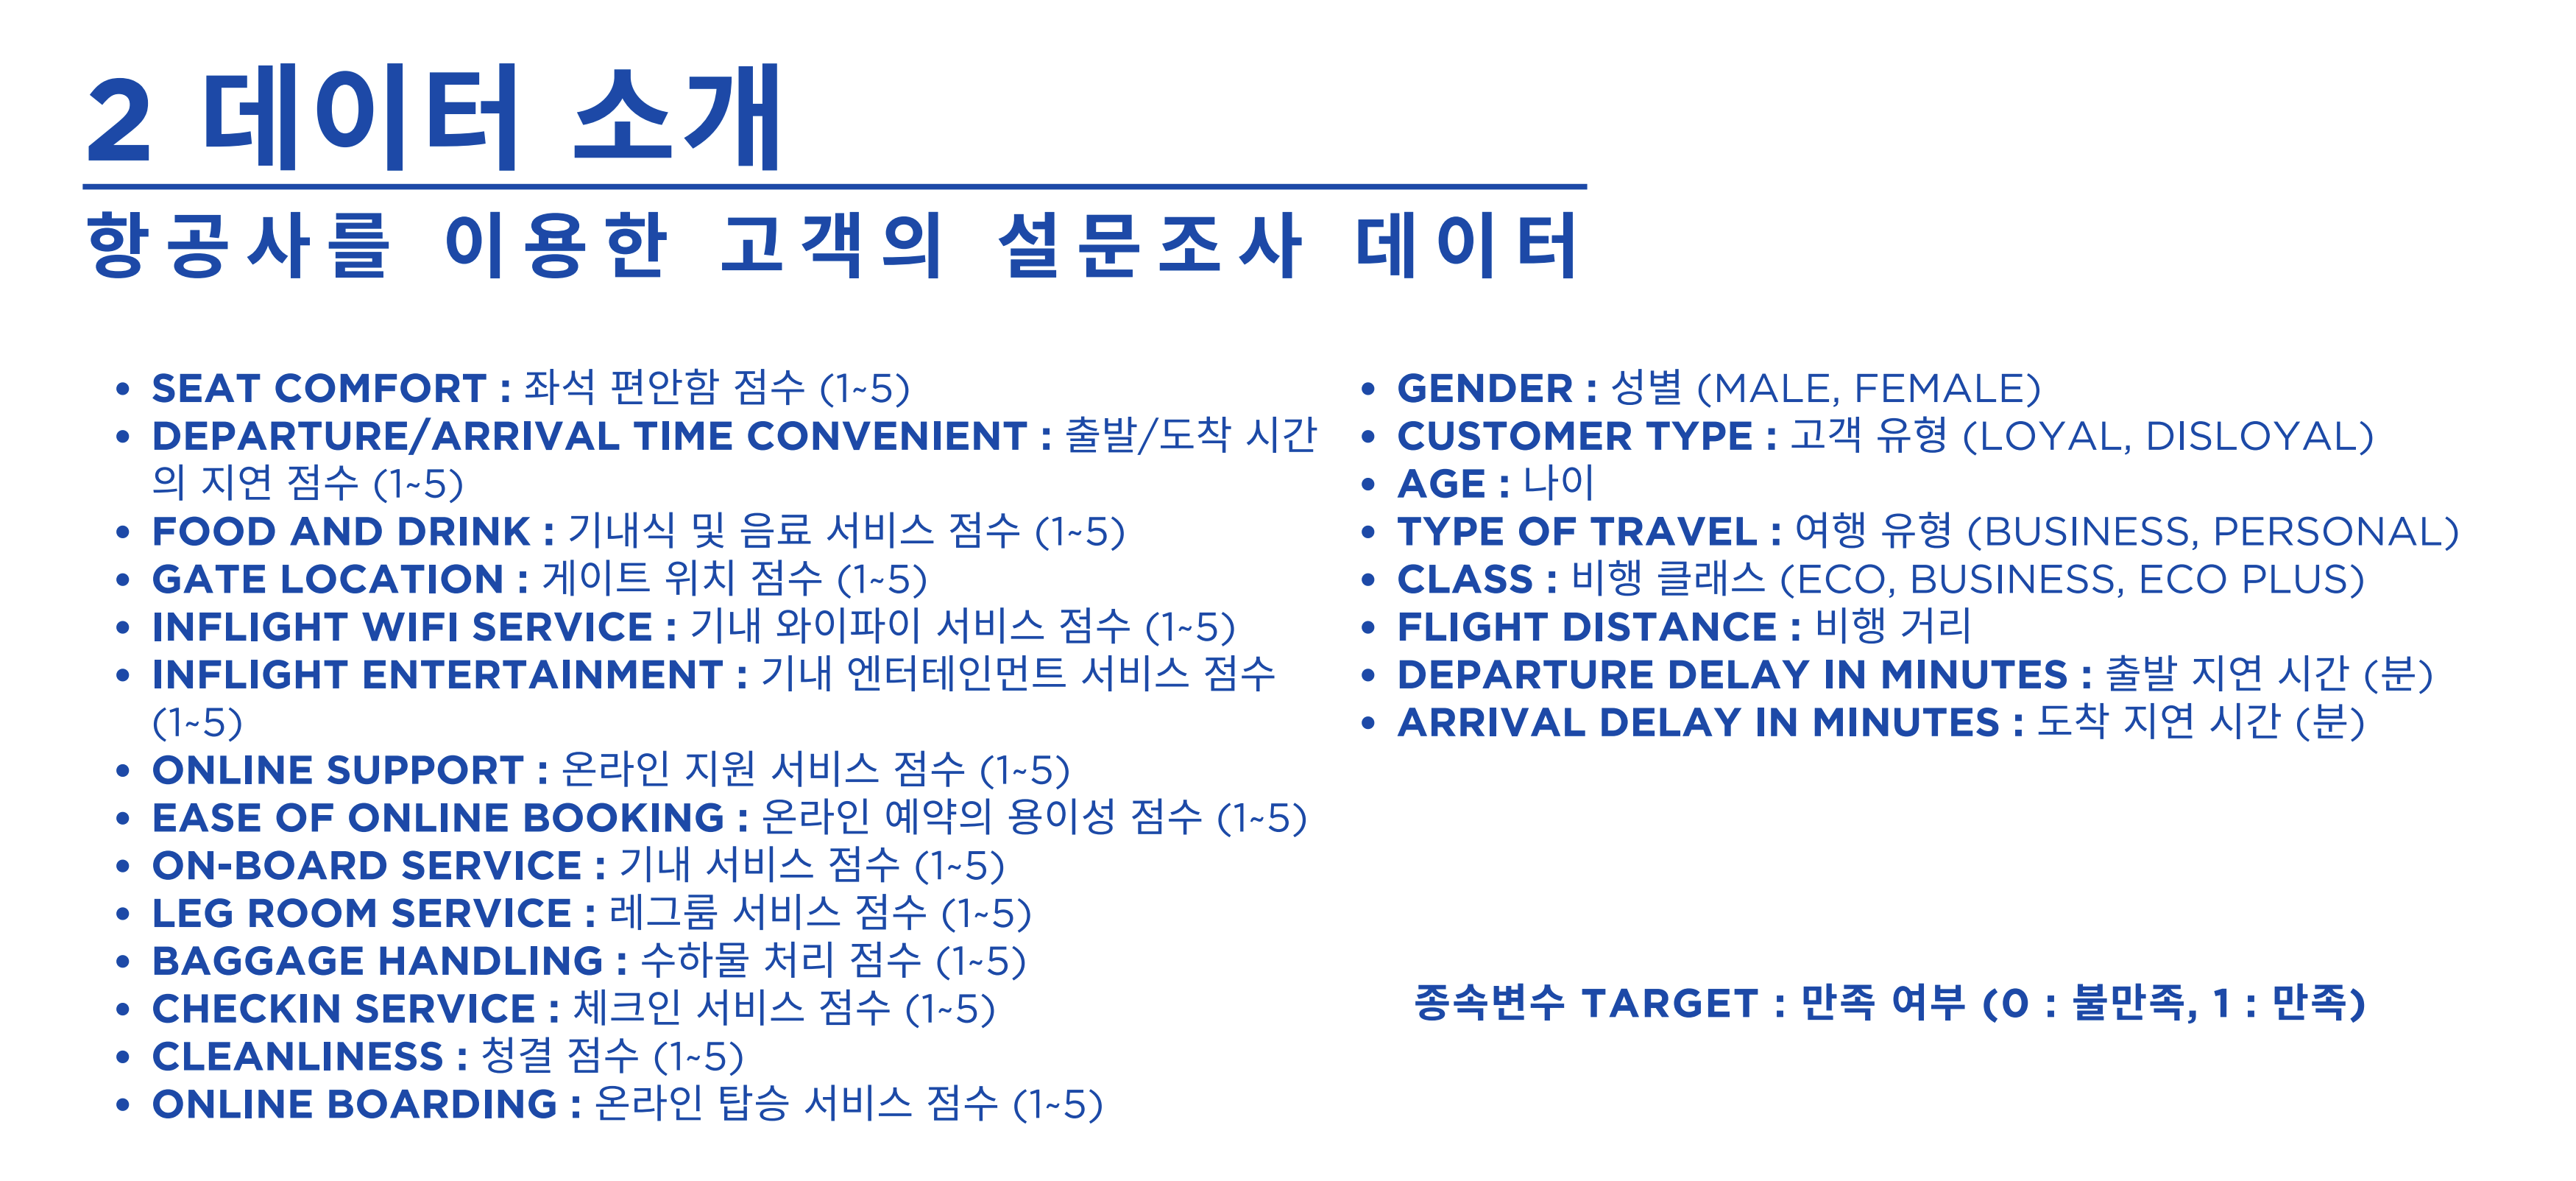 2 데이터 소개
항공사를 이용한 고객의 설문조사 데이터
• SEAT COMFORT : 좌석 편안함 점수 (1~5)
• DEPARTURE/ARRIVAL TIME CONVENIENT : 출발/도착 시간
의 지연 점수 (1~5)
• FOOD AND DRINK : 기내식 및 음료 서비스 점수 (1~5)
• GATE LOCATION : 게이트 위치 점수 (1~5)
• INFLIGHT WIFI SERVICE : 기내 와이파이 서비스 점수 (1~5)
• INFLIGHT ENTERTAINMENT : 기내 엔터테인먼트 서비스 점수
(1~5)
• ONLINE SUPPORT : 온라인 지원 서비스 점수 (1~5)
• EASE OF ONLINE BOOKING : 온라인 예약의 용이성 점수 (1~5)
• ON-BOARD SERVICE : 기내 서비스 점수 (1~5)
• LEG ROOM SERVICE : 레그룸 서비스 점수 (1~5)
• BAGGAGE HANDLING : 수하물 처리 점수 (1~5)
• CHECKIN SERVICE : 체크인 서비스 점수 (1~5)
• CLEANLINESS : 청결 점수 (1~5)
• ONLINE BOARDING : 온라인 탑승 서비스 점수 (1~5)
• GENDER : 성별 (MALE, FEMALE)
• CUSTOMER TYPE : 고객 유형 (LOYAL, DISLOYAL)
• AGE : 나이
• TYPE OF TRAVEL : 여행 유형 (BUSINESS, PERSONAL)
• CLASS : 비행 클래스 (ECO, BUSINESS, ECO PLUS)
• FLIGHT DISTANCE : 비행 거리
• DEPARTURE DELAY IN MINUTES : 출발 지연 시간 (분)
• ARRIVAL DELAY IN MINUTES : 도착 지연 시간 (분)
종속변수 TARGET : 만족 여부 (0 : 불만족, 1 : 만족)